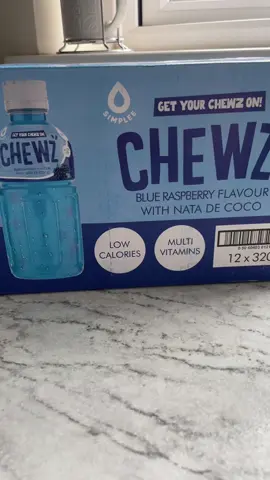 SIMPLEE
GET YOUR CHEWZ ON!
CHEWZ
BLUE RASPBERRY FLAVOUR
WITH NATA DE COCO
LOW
CALORIES
MULTI
VITAMINS
12 x 320
GET YOUR CHEWZ ON!
CHEWZ